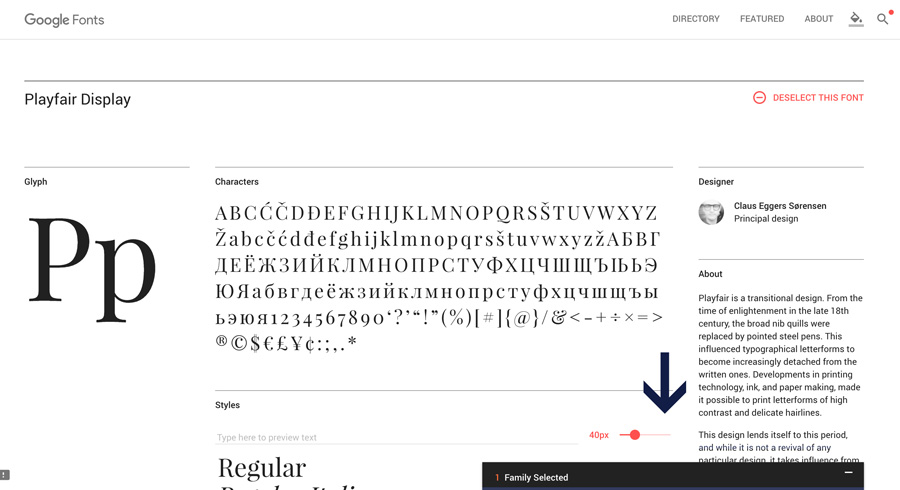 Google Fonts
DIRECTORY FEATURED ABOUT
Playfair Display
DESELECT THIS FONT
Glyph
Pp
Characters
ABCĆČDĐEFGHIJKLMNOPQRSŠTUVWXYZ
ŽabcčćdđefghijklmnopqrsštuvwxyzžАБВГ
ДЕЁЖЗИЙКЛМНОПРСТУФХЦЧШЩЪЫЬЭ
ЮЯабвгдеёжзийклмнопрстуфхцчшщъы
ьэюя1234567890‘?’“!”(%)[#]{@}/&<-+÷×=>
®©$€£¥¢:;,.*
Styles
Type here to preview text
40px
Regular
Designer
Claus Eggers Sørensen
Principal design
About
Playfair is a transitional design. From the
time of enlightenment in the late 18th
century, the broad nib quills were
replaced by pointed steel pens. This
influenced typographical letterforms to
become increasingly detached from the
written ones. Developments in printing
technology, ink, and paper making, made
it possible to print letterforms of high
contrast and delicate hairlines.
This design lends itself to this period,
and while it is not a revival of any
particular design, it takes influence from
1 Family Selected